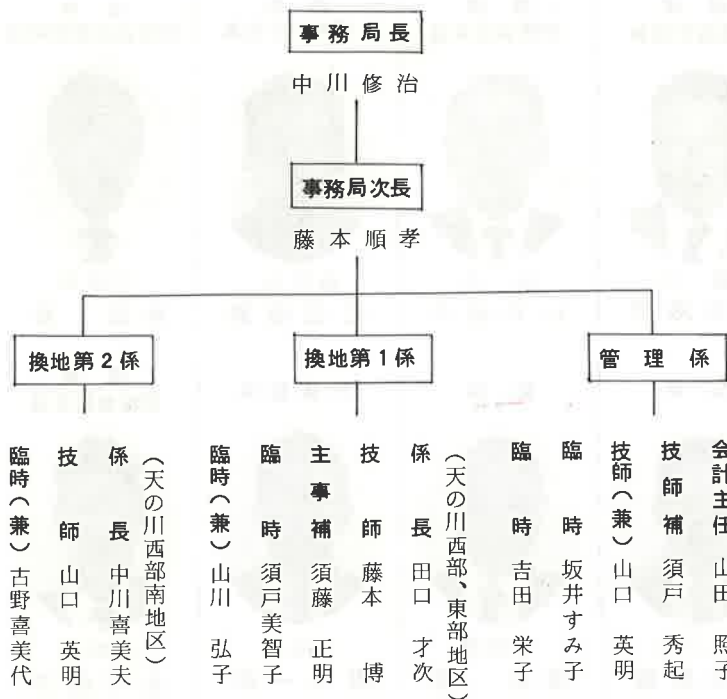 事務局長
中川修治
事務局次長
藤本順孝
管理係
会計主任 山田照子
技師補 須戸秀起
技師(兼) 山口英明
臨時 坂井すみ子
臨時 吉田栄子
換地第1係
(天の川西部、東部地区)
係長 田口才次
技師 藤本博
主事補 須藤正明
臨時 須戸美智子
臨時(兼) 山川弘子
換地第2係
(天の川西部南地区)
係長 中川喜美夫
技師 山口英明
臨時(兼) 古野喜美代